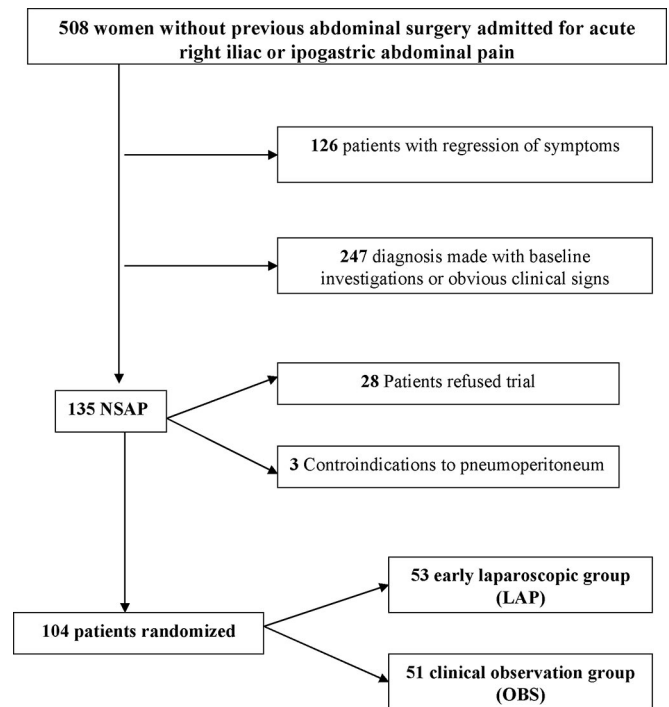 508 women without previous abdominal surgery admitted for acute
right iliac or ipogastric abdominal pain
126 patients with regression of symptoms
247 diagnosis made with baseline
investigations or obvious clinical signs
28 Patients refused trial
135 NSAP
3 Controindications to pneumoperitoneum
53 early laparoscopic group
(LAP)
104 patients randomized
51 clinical observation group
(OBS)